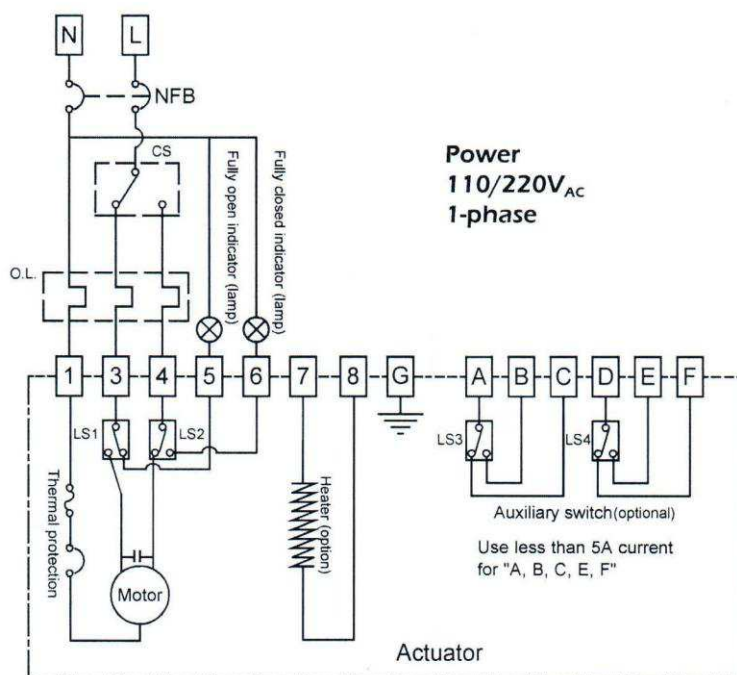 N L
NFB
CS
Fully open indicator (lamp)
Fully closed indicator (lamp)
Power
110/220VAC
1-phase
O.L.
1 3 4 5 6 7 8 G A B C D E F
LS1 LS2 LS3 LS4
Thermal protection
Heater (option)
Motor
Auxiliary switch(optional)
Use less than 5A current
for "A, B, C, E, F"
Actuator